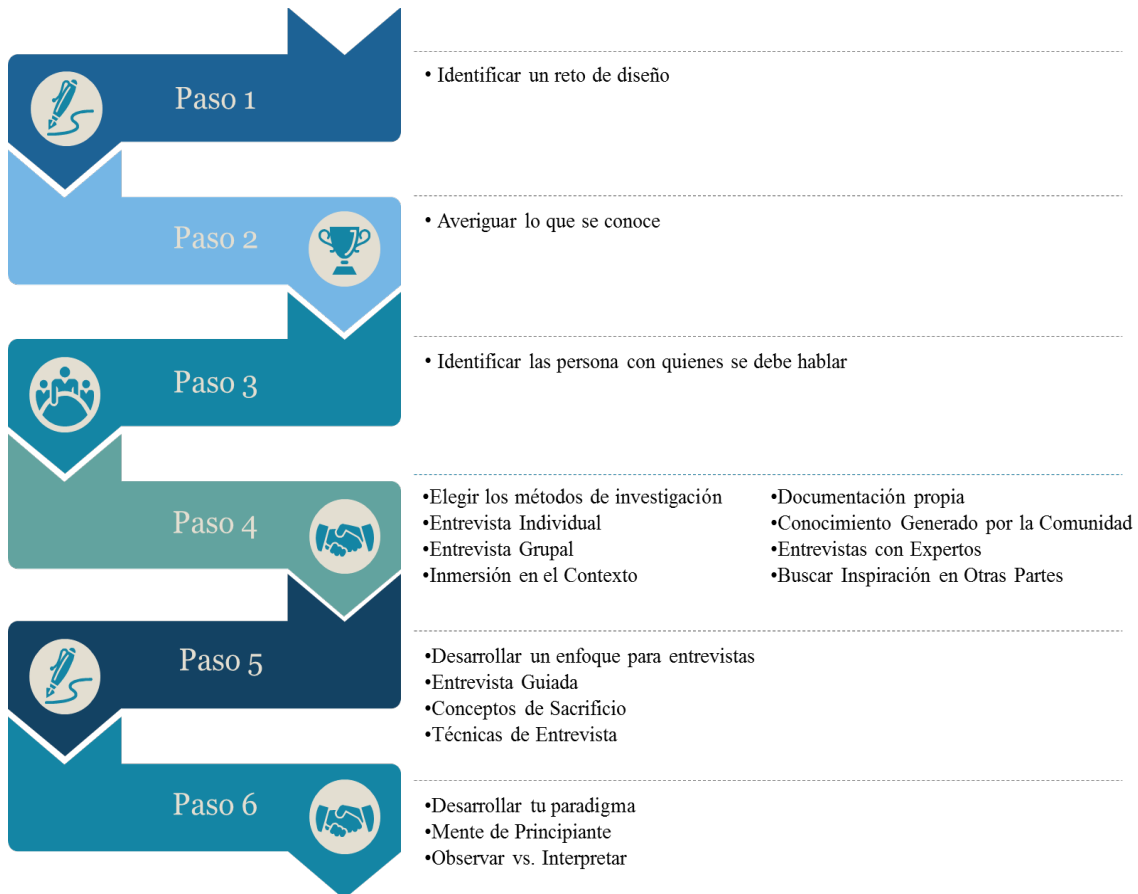 Paso 1
• Identificar un reto de diseño
Paso 2
• Averiguar lo que se conoce
Paso 3
• Identificar las persona con quienes se debe hablar
Paso 4
•Elegir los métodos de investigación
•Entrevista Individual
•Entrevista Grupal
•Inmersión en el Contexto
•Documentación propia
•Conocimiento Generado por la Comunidad
•Entrevistas con Expertos
•Buscar Inspiración en Otras Partes
Paso 5
•Desarrollar un enfoque para entrevistas
•Entrevista Guiada
•Conceptos de Sacrificio
•Técnicas de Entrevista
Paso 6
•Desarrollar tu paradigma
•Mente de Principiante
•Observar vs. Interpretar